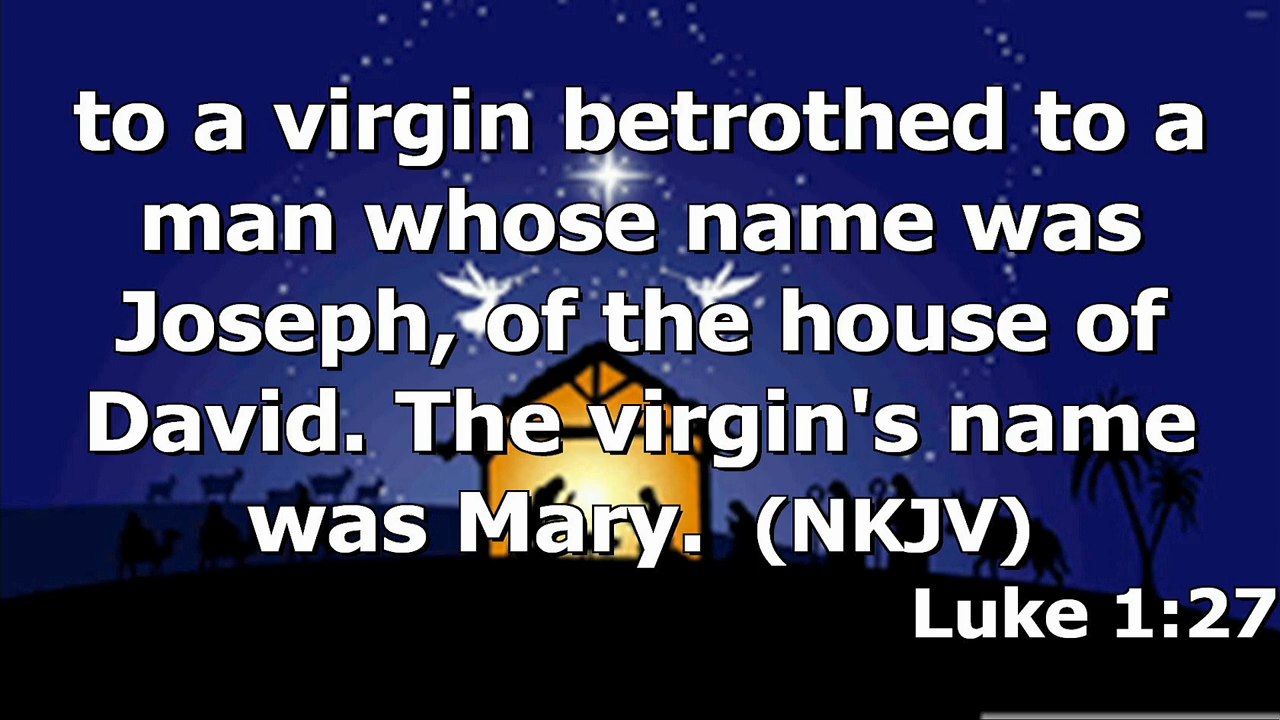 to a virgin betrothed to a
man whose name was
Joseph, of the house of
David. The virgin's name
was Mary. (NKJV)
Luke 1:27